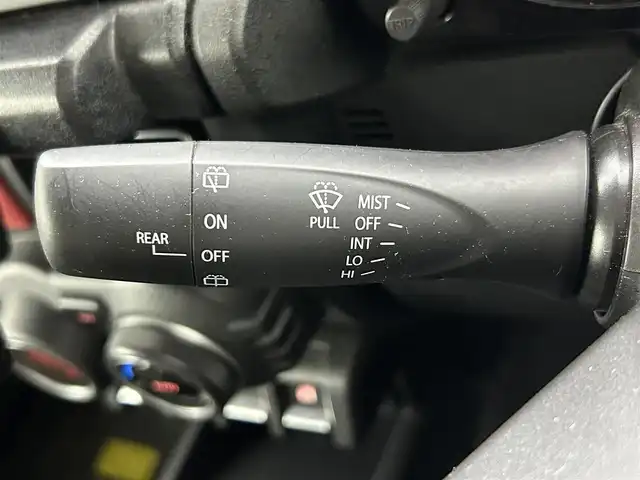 MIST
ON
PULL
OFF
REAR
INT
OFF
LO
HI